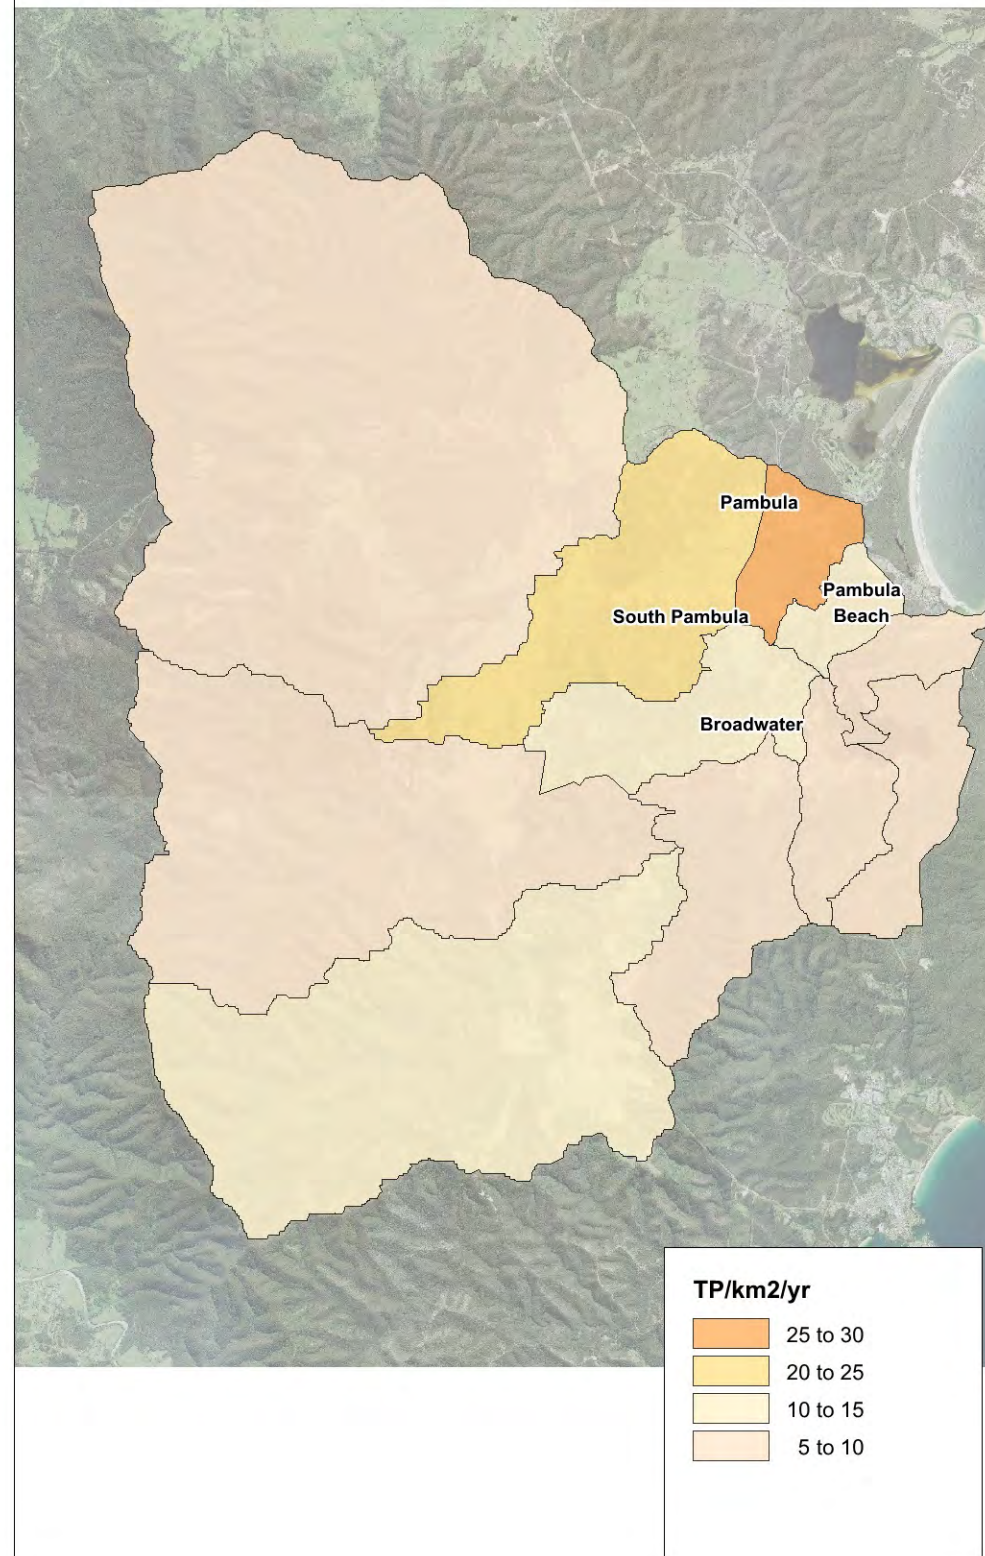 Pambula
Pambula
Beach
South Pambula
Broadwater
TP/km2/yr
25 to 30
20 to 25
10 to 15
5 to 10